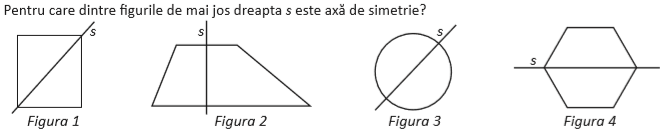 Pentru care dintre figurile de mai jos dreapta s este axă de simetrie?
s
s
s
s
Figura 1
Figura 2
Figura 3
Figura 4